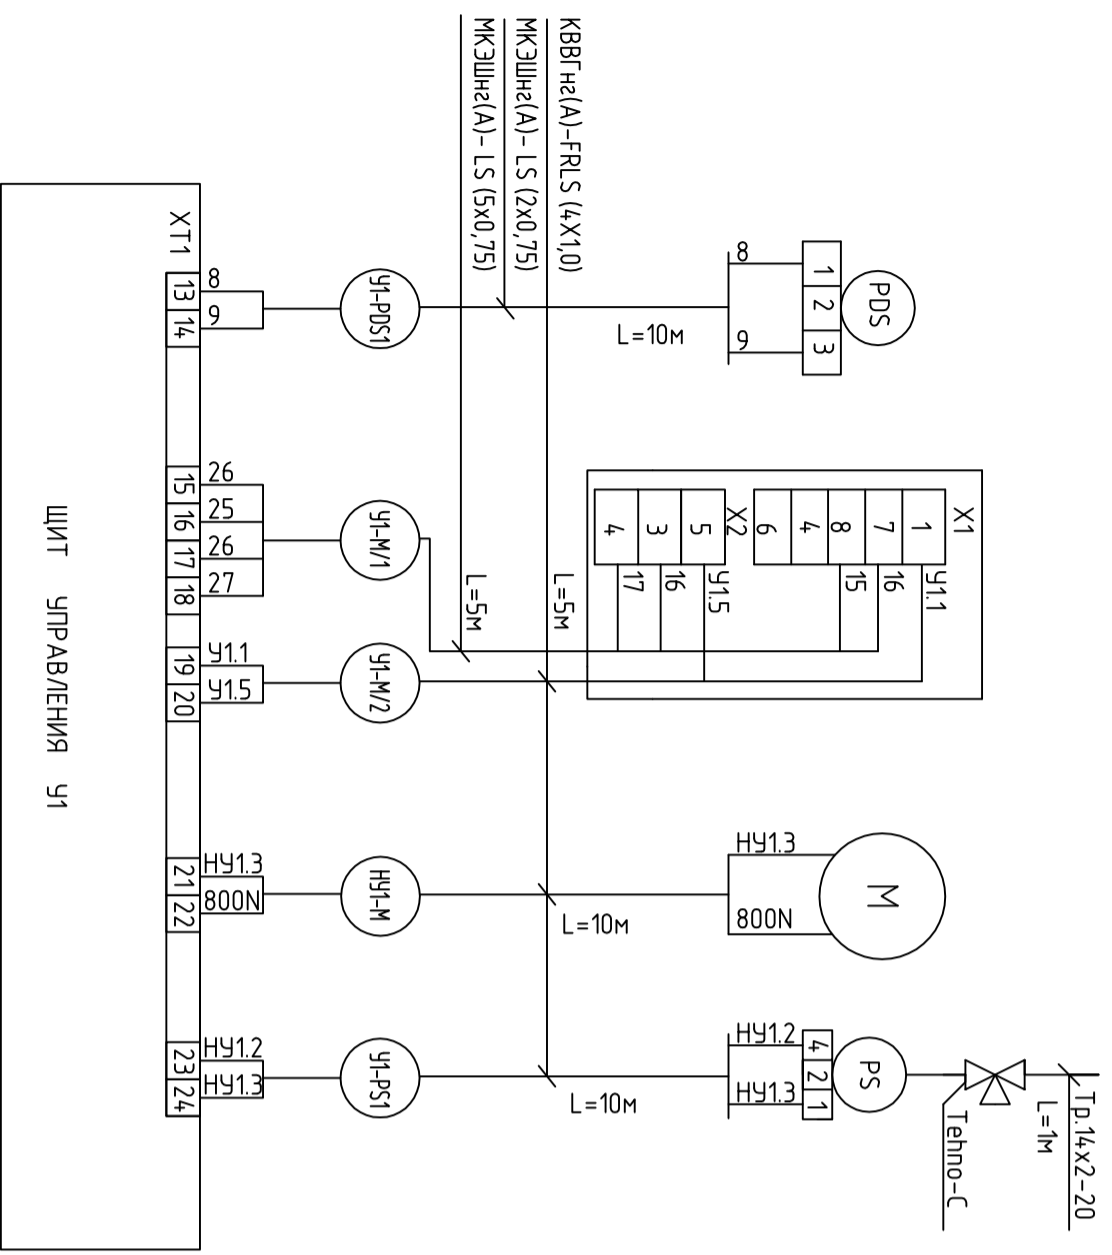 КВВГнг(А)-FRLS (4Х1,0)
МКЭШнг(А)- LS (2х0,75)
МКЭШнг(А)- LS (5х0,75)
PDS
1 2 3
8
9
L=10м
У1-PDS1
8
9
XT1
13 14
X1
1 7 8 4 6
У1.1
16
15
X2
5 3 4
У1.5
16
17
L=5м
L=5м
У1-М/1
26
25
26
27
15 16 17 18
У1-М/2
У1.1
У1.5
19 20
М
НУ1.3
800N
L=10м
НУ1-М
НУ1.3
800N
21 22
Тр.14х2-20
L=1м
Tehno-C
PS
4 2 1
НУ1.2
НУ1.3
L=10м
У1-PS1
НУ1.2
НУ1.3
23 24
ЩИТ УПРАВЛЕНИЯ У1